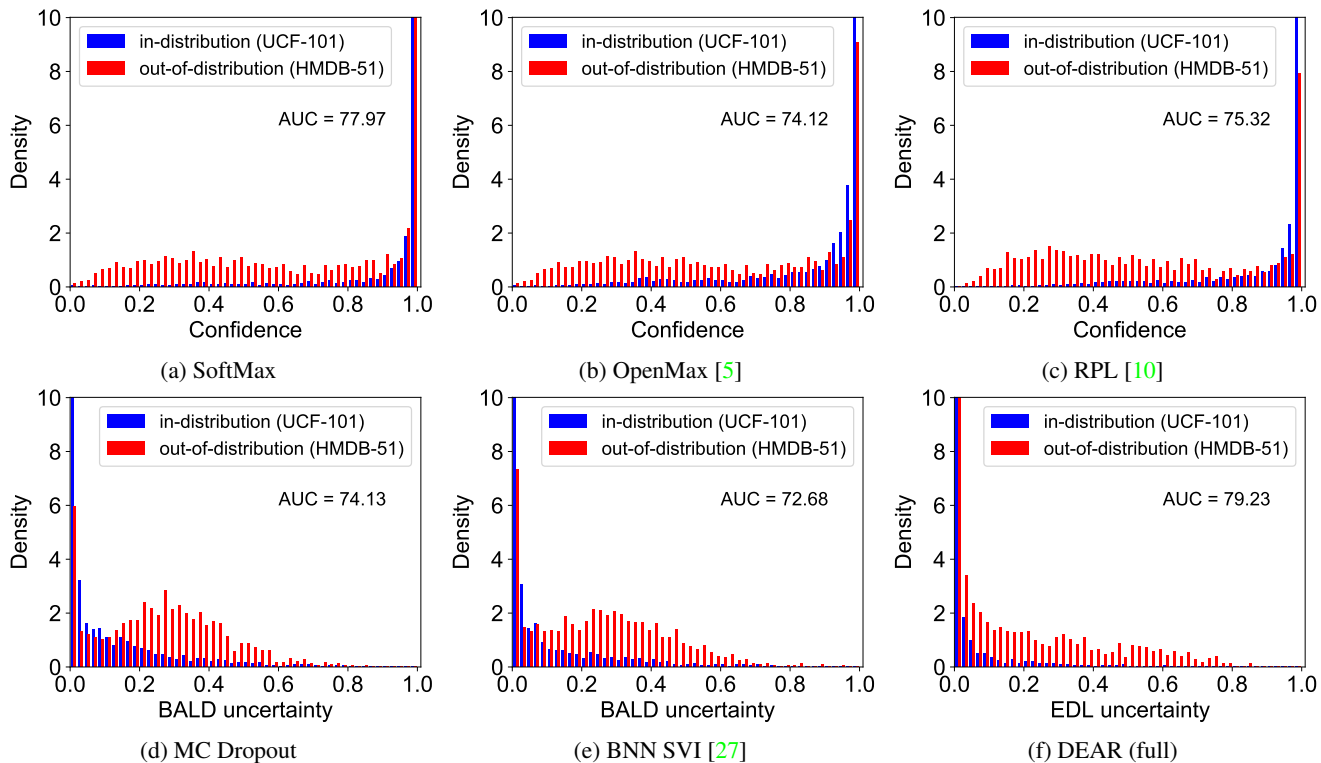 10
8
6
4
2
0
Density
in-distribution (UCF-101)
out-of-distribution (HMDB-51)
AUC = 77.97
0.0 0.2 0.4 0.6 0.8 1.0
Confidence
(a) SoftMax
10
8
6
4
2
0
Density
in-distribution (UCF-101)
out-of-distribution (HMDB-51)
AUC = 74.12
0.0 0.2 0.4 0.6 0.8 1.0
Confidence
(b) OpenMax [5]
10
8
6
4
2
0
Density
in-distribution (UCF-101)
out-of-distribution (HMDB-51)
AUC = 75.32
0.0 0.2 0.4 0.6 0.8 1.0
Confidence
(c) RPL [10]
10
8
6
4
2
0
Density
in-distribution (UCF-101)
out-of-distribution (HMDB-51)
AUC = 74.13
0.0 0.2 0.4 0.6 0.8 1.0
BALD uncertainty
(d) MC Dropout
10
8
6
4
2
0
Density
in-distribution (UCF-101)
out-of-distribution (HMDB-51)
AUC = 72.68
0.0 0.2 0.4 0.6 0.8 1.0
BALD uncertainty
(e) BNN SVI [27]
10
8
6
4
2
0
Density
in-distribution (UCF-101)
out-of-distribution (HMDB-51)
AUC = 79.23
0.0 0.2 0.4 0.6 0.8 1.0
EDL uncertainty
(f) DEAR (full)